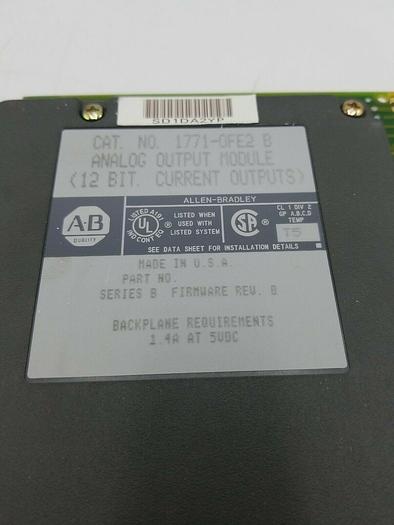 SD1DA2YP
CAT. NO. 1771-OFE2 B
ANALOG OUTPUT MODULE
(12 BIT. CURRENT OUTPUTS)
ALLEN-BRADLEY
A-B
QUALITY
LISTED A196
UL
IND CONT EQ
LISTED WHEN
USED WITH
LISTED SYSTEM
SA
CL 1 DIV 2
GP A,B,C,D
TEMP
T5
SEE DATA SHEET FOR INSTALLATION DETAILS
MADE IN U.S.A.
PART NO.
SERIES B FIRMWARE REV. B
BACKPLANE REQUIREMENTS
1.4A AT 5VDC